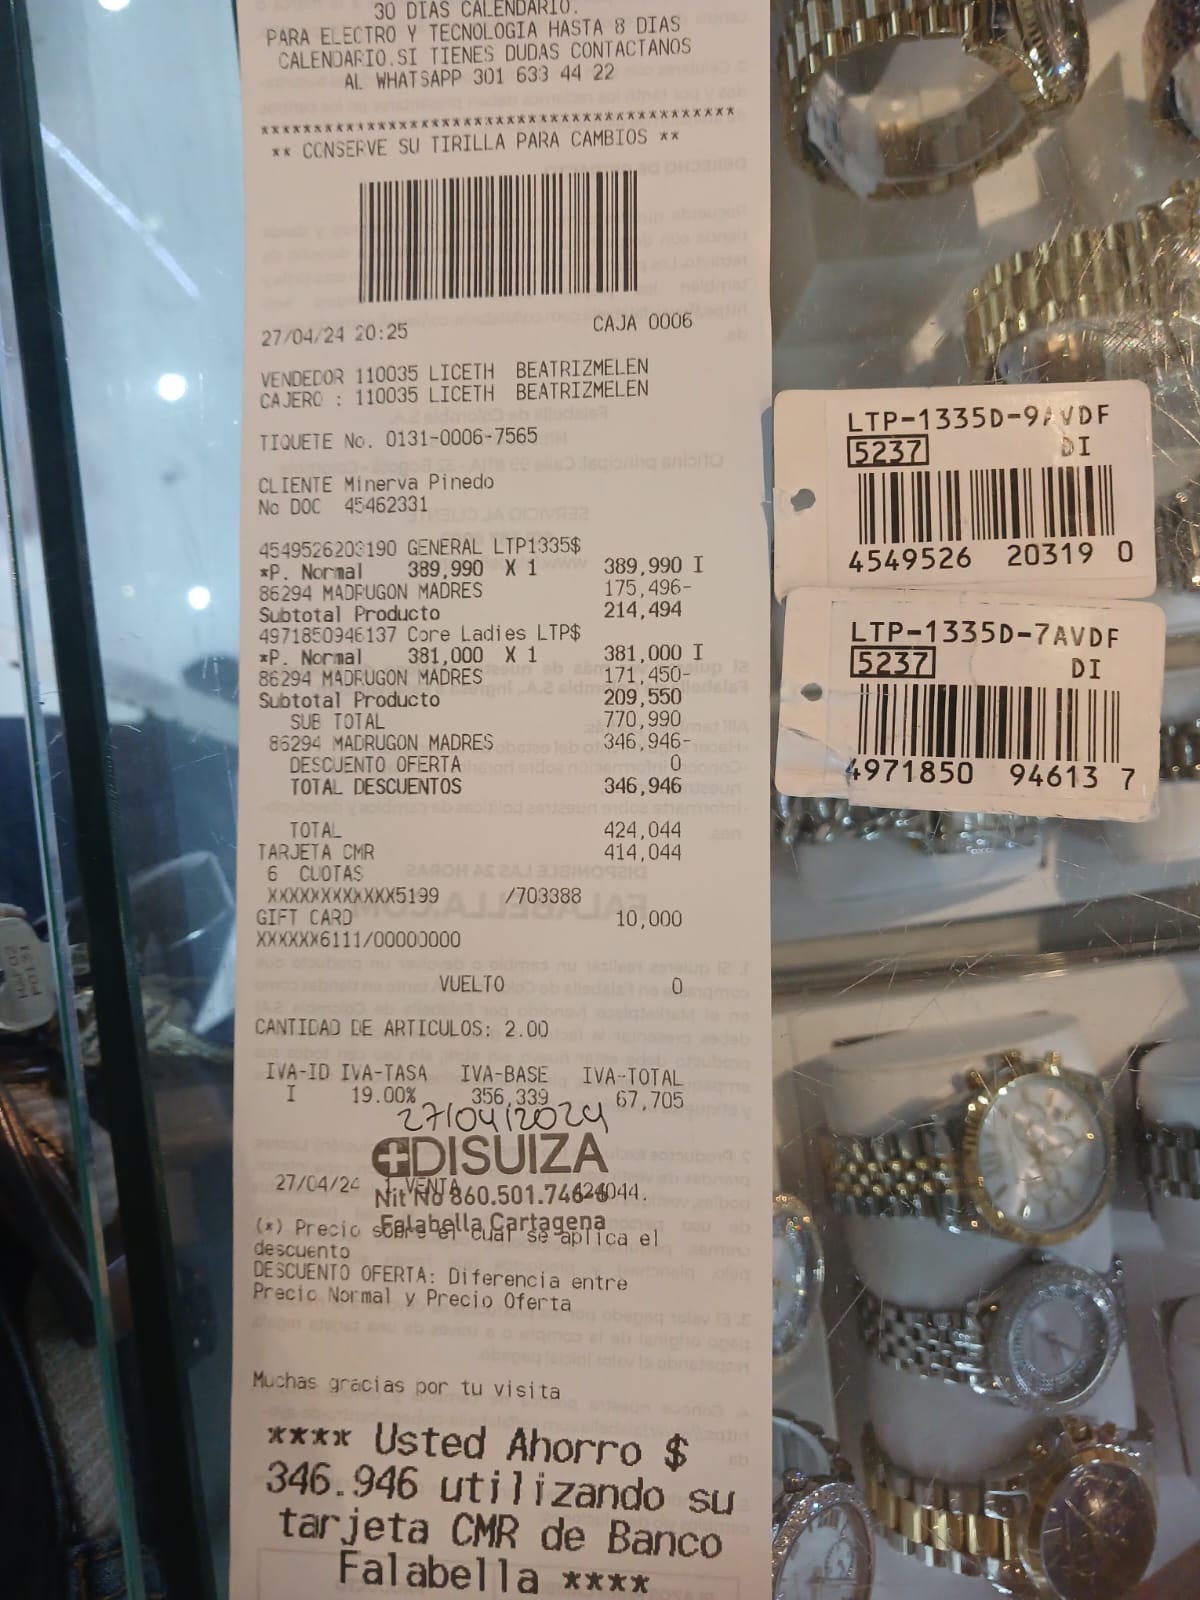 30 DIAS CALENDARIO.
PARA ELECTRO Y TECNOLOGIA HASTA 8 DIAS
CALENDARIO.SI TIENES DUDAS CONTACTANOS
AL WHATSAPP 301 633 44 22
*********************************************
** CONSERVE SU TIRILLA PARA CAMBIOS **
27/04/24 20:25 CAJA 0006
VENDEDOR 110035 LICETH BEATRIZMELEN
CAJERO : 110035 LICETH BEATRIZMELEN
TIQUETE No. 0131-0006-7565
CLIENTE Minerva Pinedo
No DOC 45462331
4549526203190 GENERAL LTP1335$
*P. Normal 389,990 X 1 389,990 I
86294 MADRUGON MADRES 175,496-
Subtotal Producto 214,494
4971850946137 Core Ladies LTP$
*P. Normal 381,000 X 1 381,000 I
86294 MADRUGON MADRES 171,450-
Subtotal Producto 209,550
SUB TOTAL 770,990
86294 MADRUGON MADRES 346,946-
DESCUENTO OFERTA 0
TOTAL DESCUENTOS 346,946
TOTAL 424,044
TARJETA CMR 414,044
6 CUOTAS
XXXXXXXXXXXX5199 /703388
GIFT CARD 10,000
XXXXXX6111/00000000
VUELTO 0
CANTIDAD DE ARTICULOS: 2.00
IVA-ID IVA-TASA IVA-BASE IVA-TOTAL
I 19.00% 356,339 67,705
27/04/2024
DISUIZA
27/04/24 1 VENTA 424044.
Nit No 860.501.746
Falabella Cartagena
(*) Precio sobre el cual se aplica el
descuento
DESCUENTO OFERTA: Diferencia entre
Precio Normal y Precio Oferta
Muchas gracias por tu visita
**** Usted Ahorro $
346.946 utilizando su
tarjeta CMR de Banco
Falabella ****
LTP-1335D-9AVDF
5237 DI
4549526 20319 0
LTP-1335D-7AVDF
5237 DI
4971850 94613 7